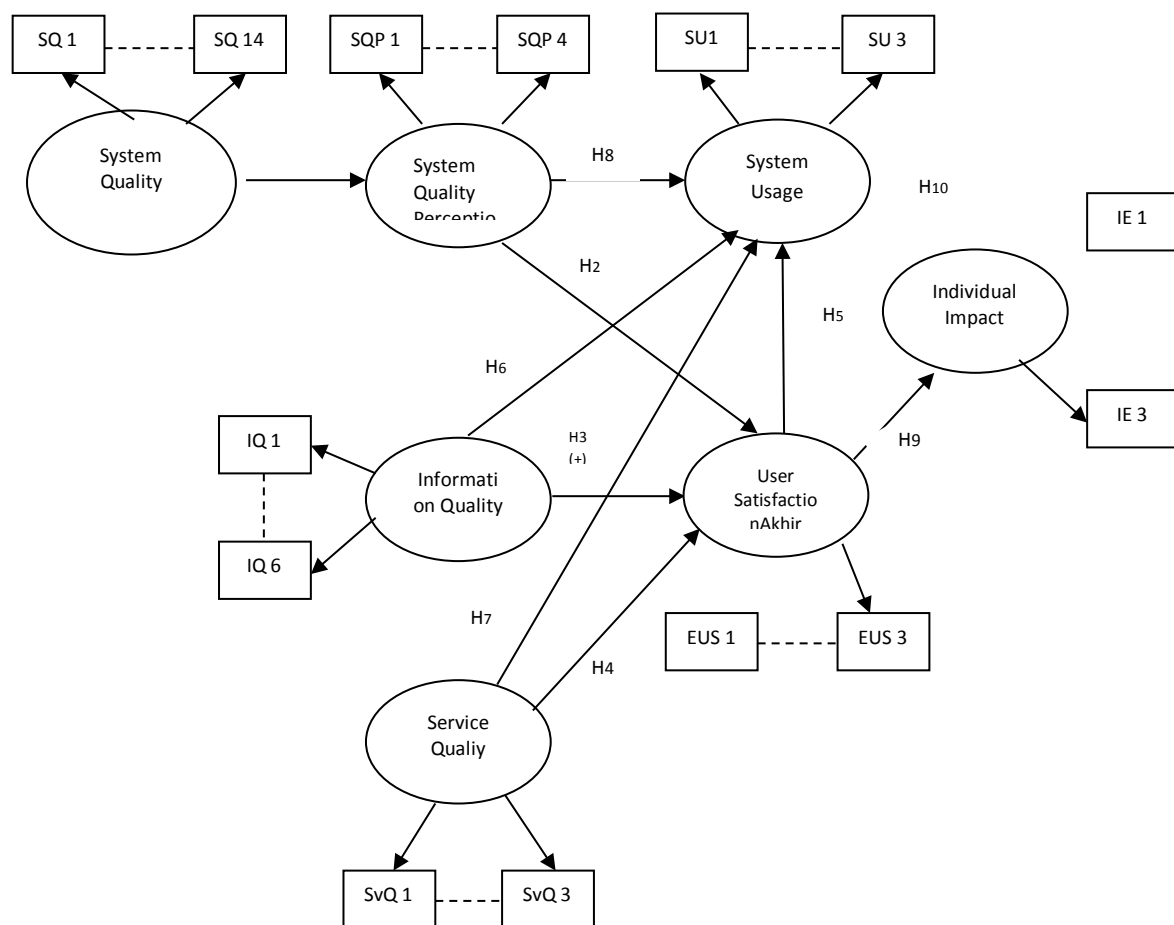 SQ 1
SQ 14
SQP 1
SQP 4
SU1
SU 3
System
Quality
System
Quality
Perceptio
H8
System
Usage
H10
IE 1
H2
Individual
Impact
H5
H6
IE 3
IQ 1
H3
(+)
H9
Informati
on Quality
User
Satisfactio
nAkhir
IQ 6
H7
EUS 1
EUS 3
H4
Service
Qualiy
SvQ 1
SvQ 3